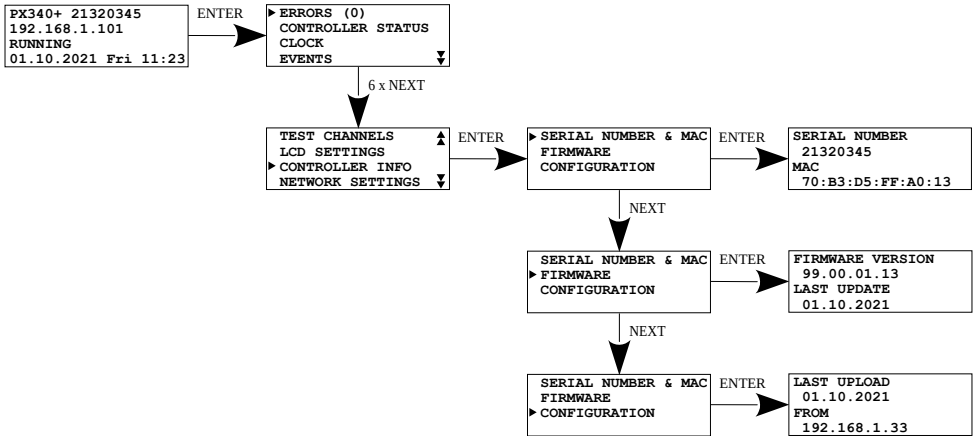 PX340+ 21320345
192.168.1.101
RUNNING
01.10.2021 Fri 11:23
ENTER
ERRORS (0)
CONTROLLER STATUS
CLOCK
EVENTS
6 x NEXT
TEST CHANNELS
LCD SETTINGS
CONTROLLER INFO
NETWORK SETTINGS
ENTER
SERIAL NUMBER & MAC
FIRMWARE
CONFIGURATION
ENTER
SERIAL NUMBER
21320345
MAC
70:B3:D5:FF:A0:13
NEXT
SERIAL NUMBER & MAC
FIRMWARE
CONFIGURATION
ENTER
FIRMWARE VERSION
99.00.01.13
LAST UPDATE
01.10.2021
NEXT
SERIAL NUMBER & MAC
FIRMWARE
CONFIGURATION
ENTER
LAST UPLOAD
01.10.2021
FROM
192.168.1.33